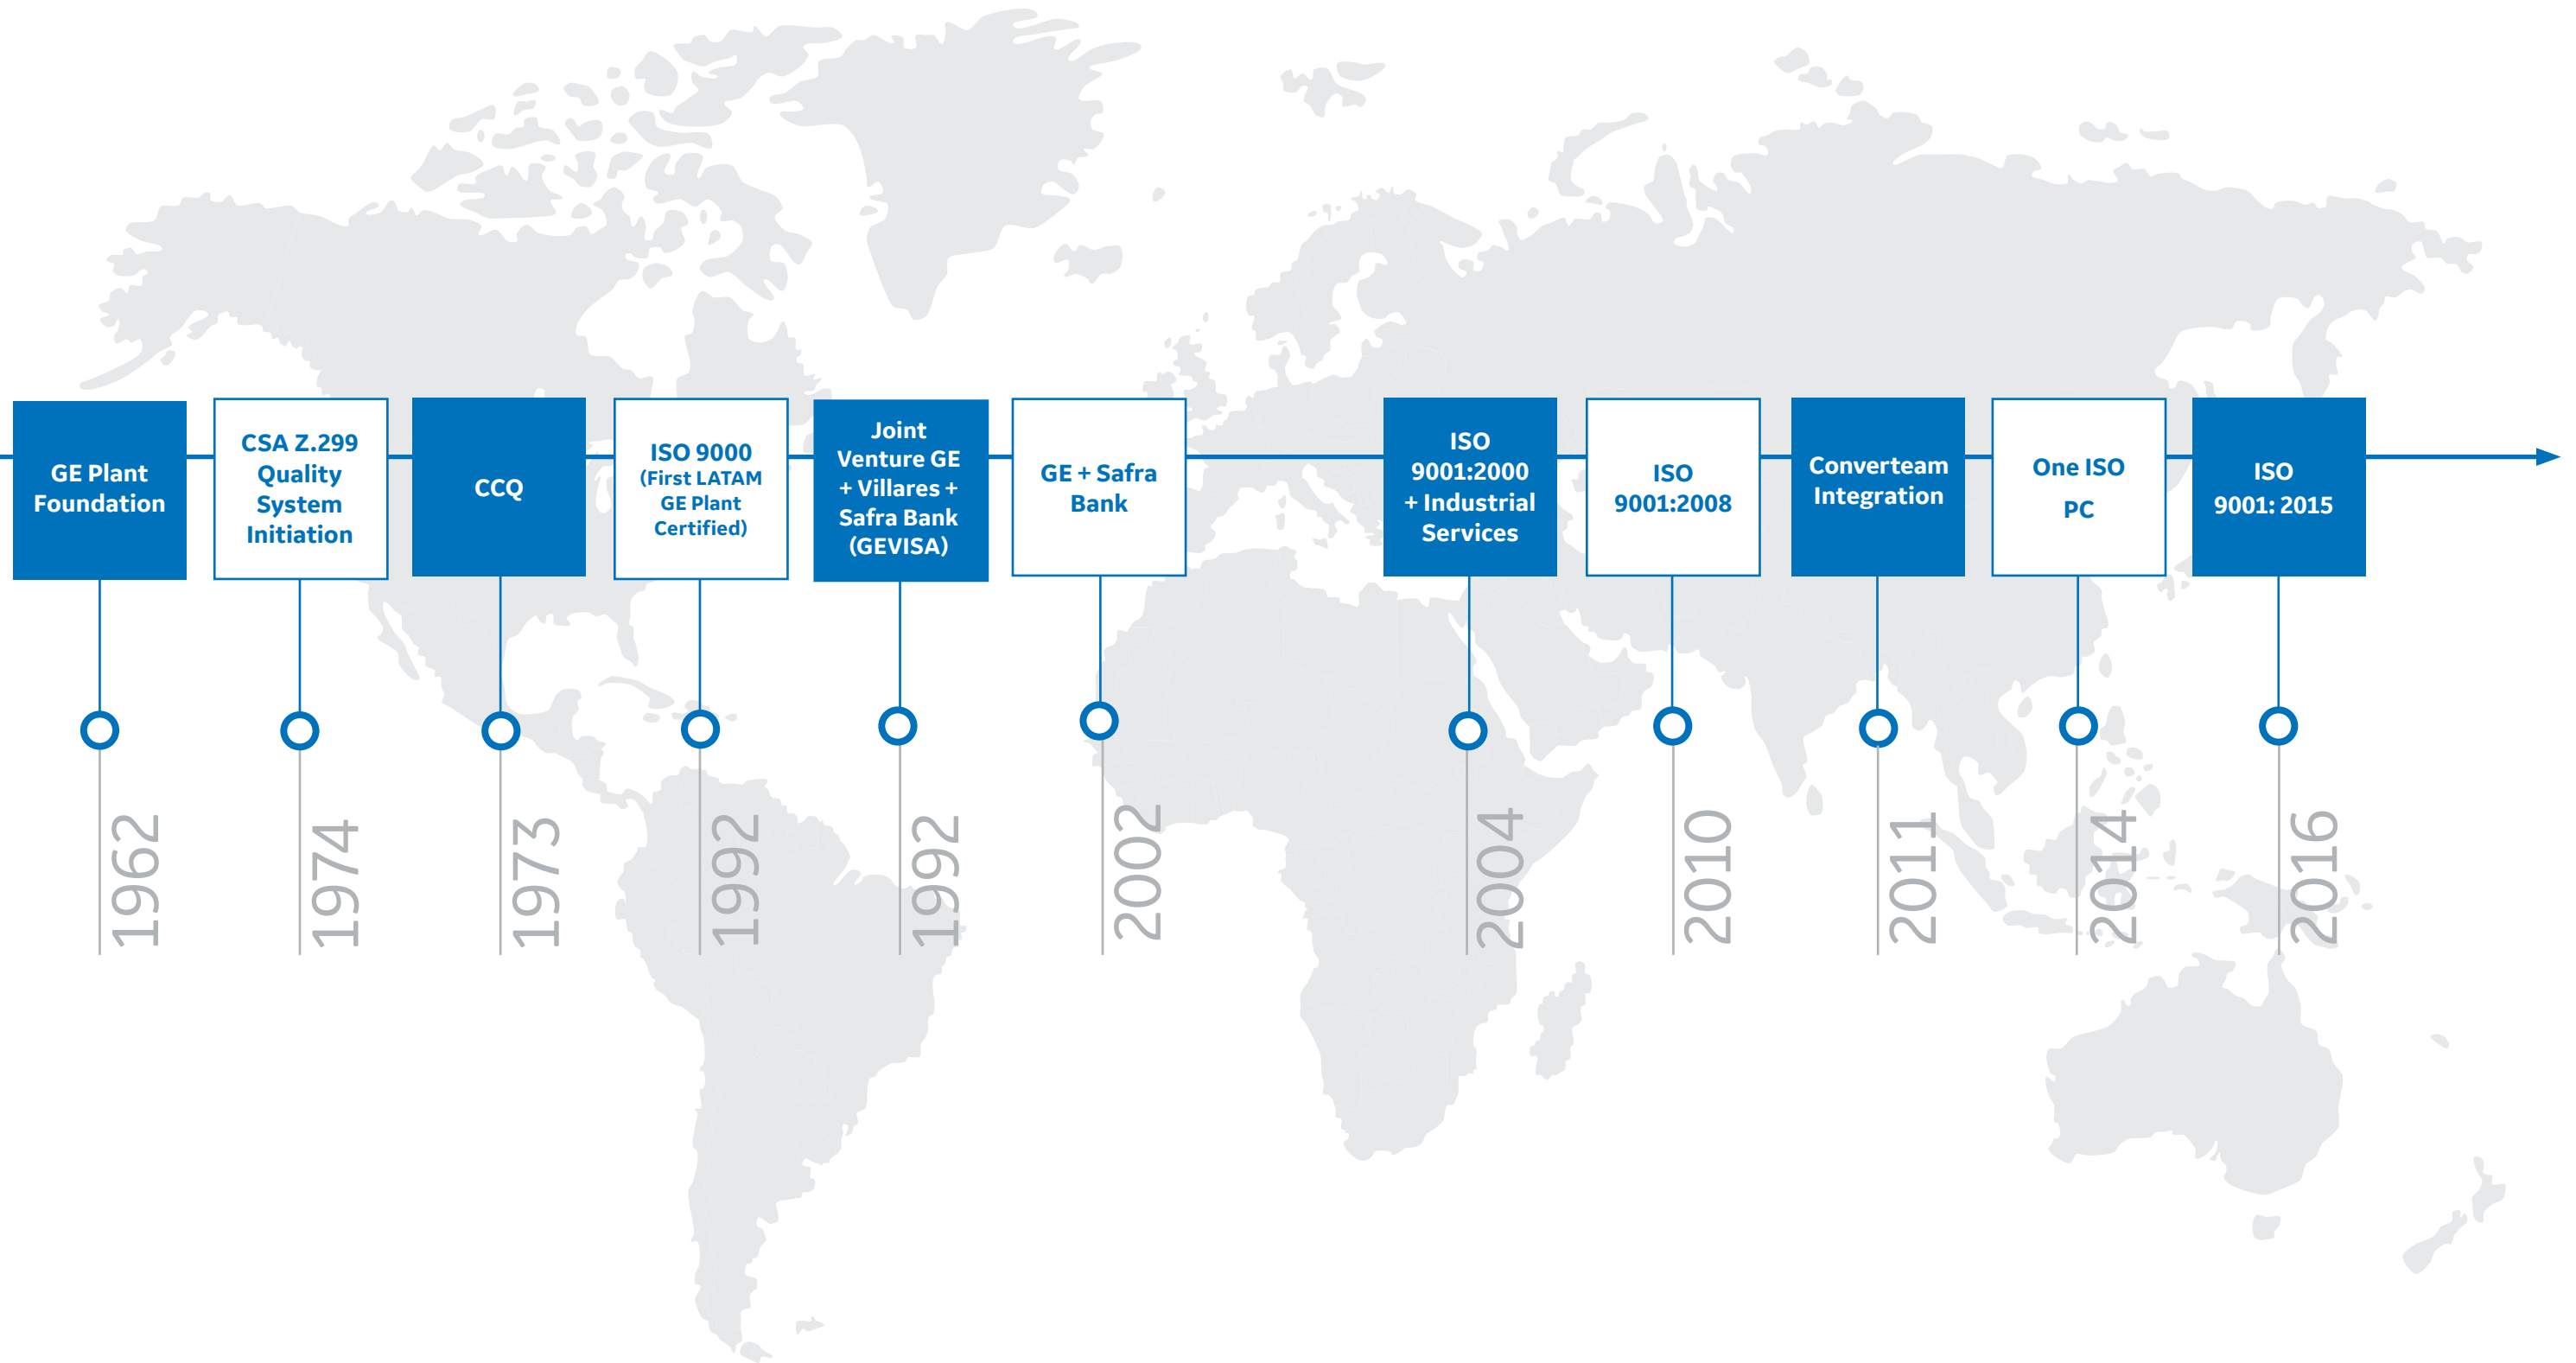 GE Plant
Foundation
CSA Z.299
Quality
System
Initiation
CCQ
ISO 9000
(First LATAM
GE Plant
Certified)
Joint
Venture GE
+ Villares +
Safra Bank
(GEVISA)
GE + Safra
Bank
ISO
9001:2000
+ Industrial
Services
ISO
9001:2008
Converteam
Integration
One ISO
PC
ISO
9001: 2015
1962
1974
1973
1992
1992
2002
2004
2010
2011
2014
2016